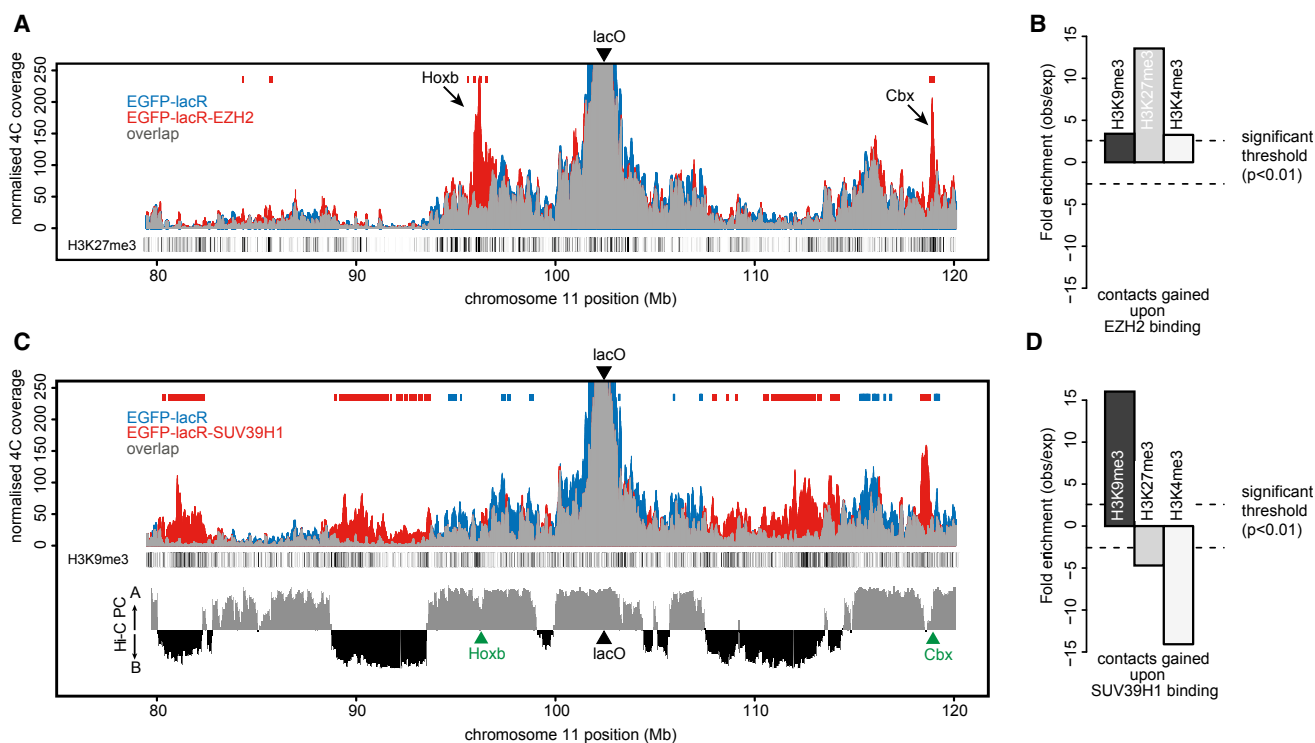 A
lacO
normalised 4C coverage
0 50 100 150 200 250
EGFP-lacR
EGFP-lacR-EZH2
overlap
Hoxb
Cbx
H3K27me3
80 90 100 110 120
chromosome 11 position (Mb)
B
Fold enrichment (obs/exp)
15
10
5
0
−5
−10
−15
H3K9me3
H3K27me3
H3K4me3
significant
threshold
(p<0.01)
contacts gained
upon
EZH2 binding
C
lacO
normalised 4C coverage
0 50 100 150 200 250
EGFP-lacR
EGFP-lacR-SUV39H1
overlap
H3K9me3
Hi-C PC
A
B
Hoxb
lacO
Cbx
80 90 100 110 120
chromosome 11 position (Mb)
D
Fold enrichment (obs/exp)
15
10
5
0
−5
−10
−15
H3K9me3
H3K27me3
H3K4me3
significant
threshold
(p<0.01)
contacts gained
upon
SUV39H1 binding